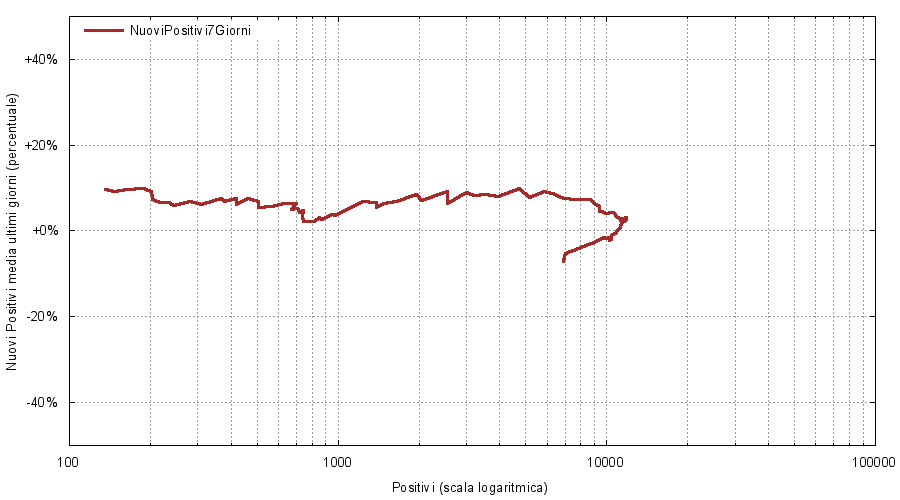 NuoviPositivi7Giorni
+40%
+20%
+0%
-20%
-40%
Nuovi Positivi media ultimi giorni (percentuale)
100 1000 10000 100000
Positivi (scala logaritmica)